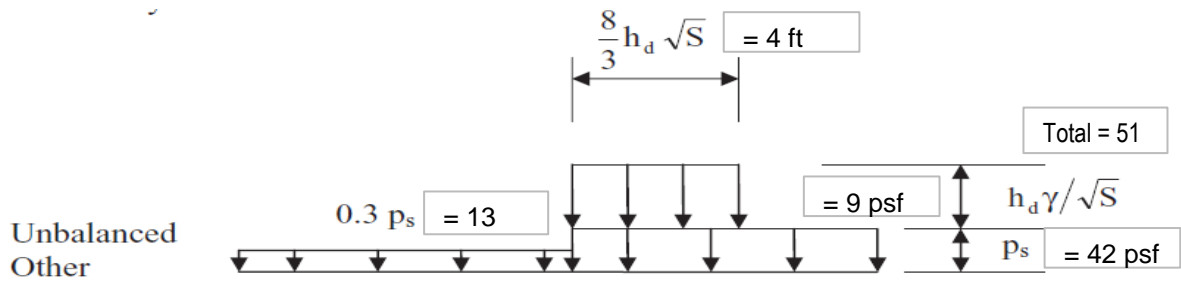 8/3 h_d √S = 4 ft
Total = 51
0.3 p_s = 13
= 9 psf
h_d γ/√S
Unbalanced
Other
p_s = 42 psf